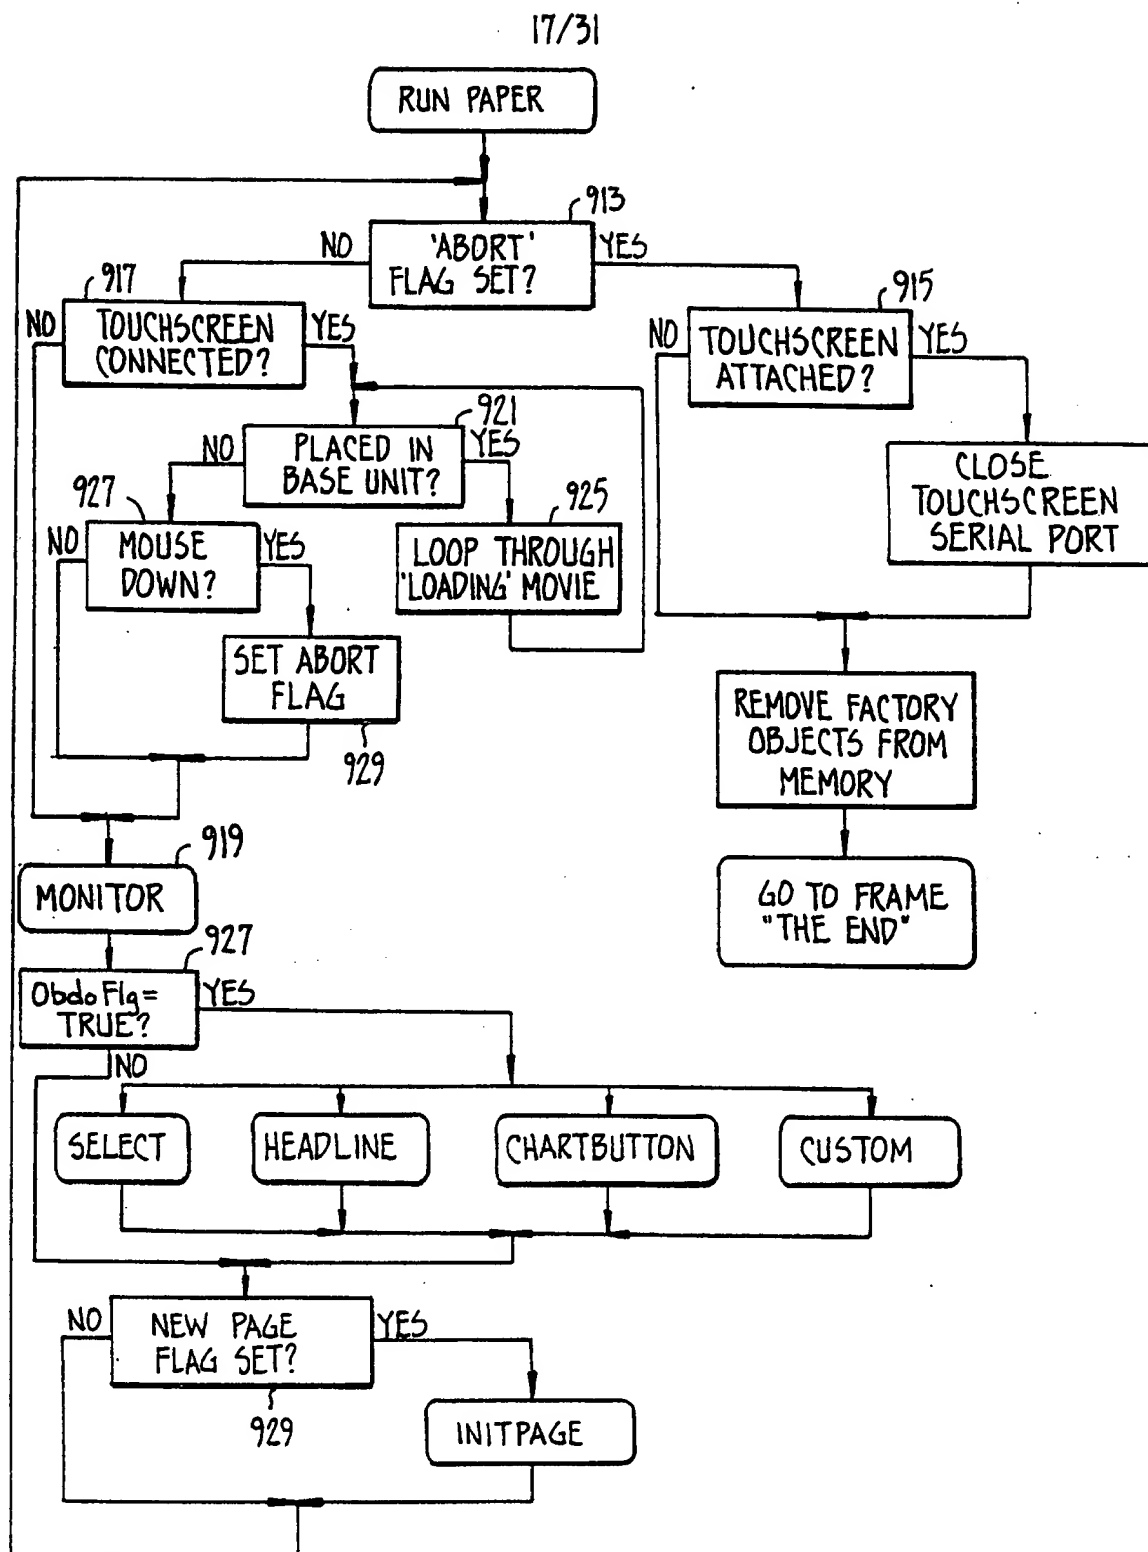 17/31
RUN PAPER
913
'ABORT'
FLAG SET?
NO
YES
917
TOUCHSCREEN
CONNECTED?
NO
YES
915
TOUCHSCREEN
ATTACHED?
NO
YES
921
PLACED IN
BASE UNIT?
NO
YES
CLOSE
TOUCHSCREEN
SERIAL PORT
927
MOUSE
DOWN?
NO
YES
925
LOOP THROUGH
'LOADING' MOVIE
SET ABORT
FLAG
929
REMOVE FACTORY
OBJECTS FROM
MEMORY
919
MONITOR
GO TO FRAME
"THE END"
927
ObdoFlg=
TRUE?
YES
NO
SELECT
HEADLINE
CHARTBUTTON
CUSTOM
NEW PAGE
FLAG SET?
NO
YES
929
INITPAGE